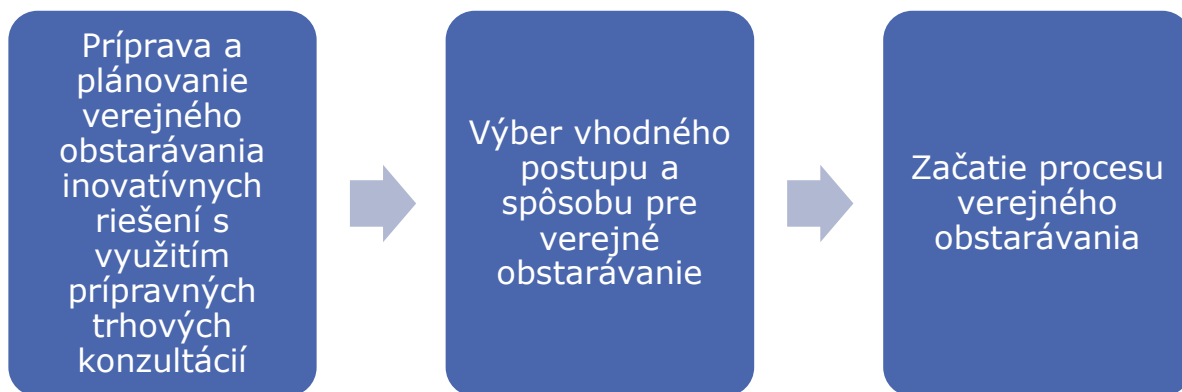 Príprava a
plánovanie
verejného
obstarávania
inovatívnych
riešení s
využitím
prípravných
trhových
konzultácií
Výber vhodného
postupu a
spôsobu pre
verejné
obstarávanie
Začatie procesu
verejného
obstarávania